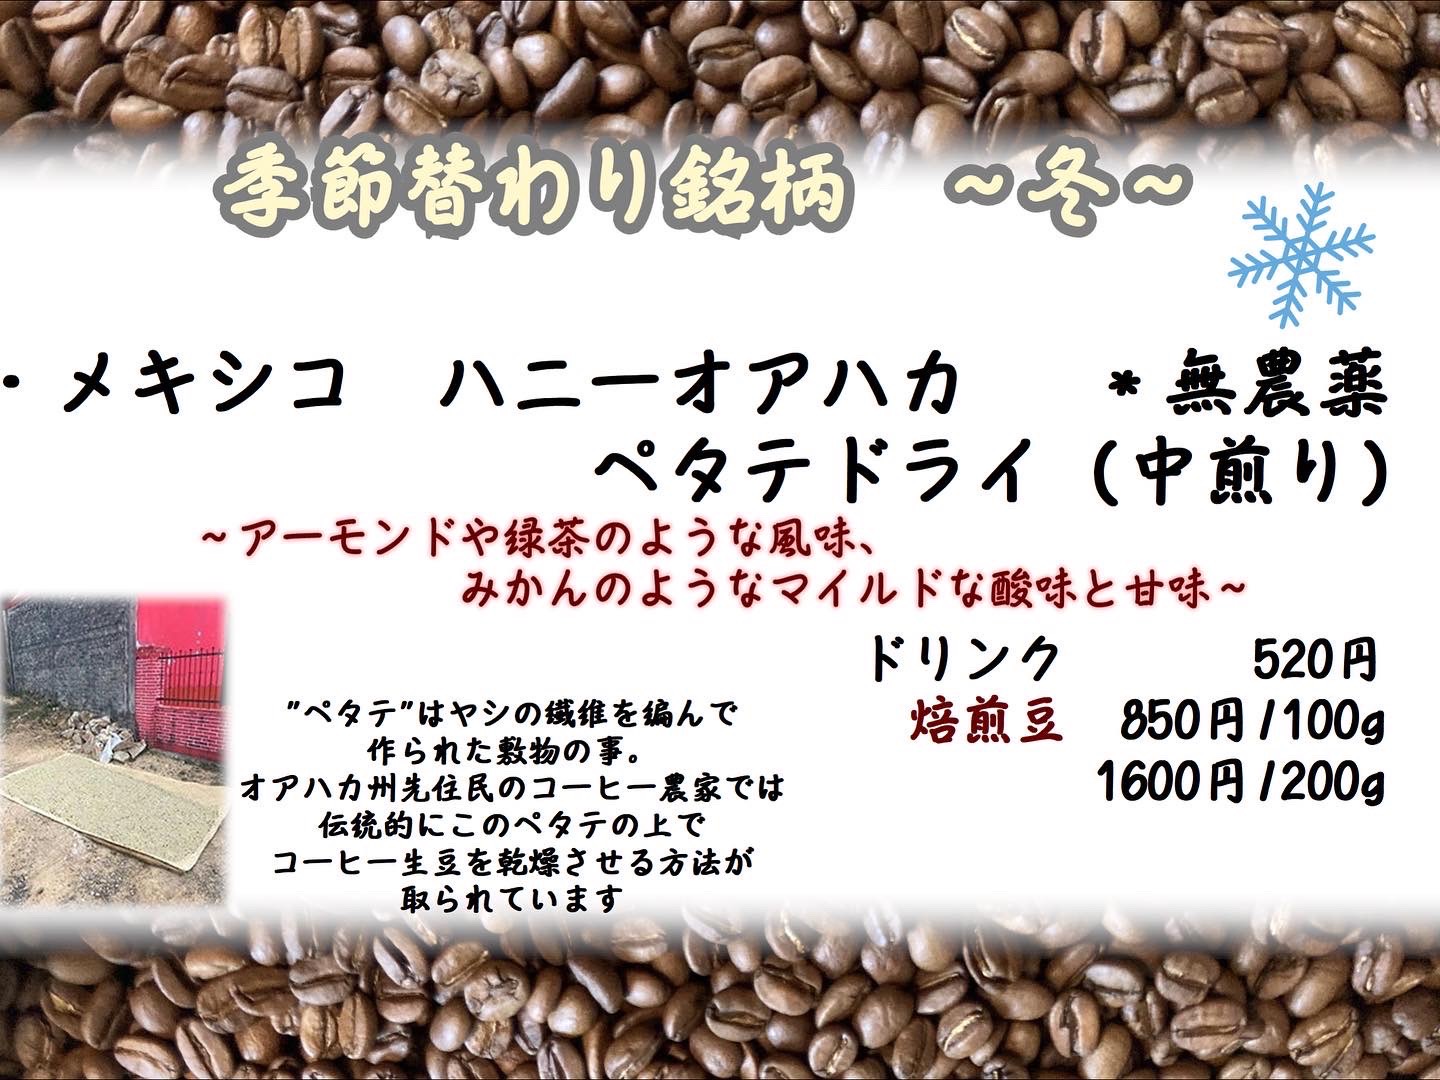 季節替わり銘柄　~冬~
・メキシコ　ハニーオアハカ　*無農薬
ペタテドライ（中煎り）
~アーモンドや緑茶のような風味、
みかんのようなマイルドな酸味と甘味~
ドリンク　520円
焙煎豆　850円/100g
1600円/200g
"ペタテ"はヤシの繊維を編んで
作られた敷物の事。
オアハカ州先住民のコーヒー農家では
伝統的にこのペタテの上で
コーヒー生豆を乾燥させる方法が
取られています